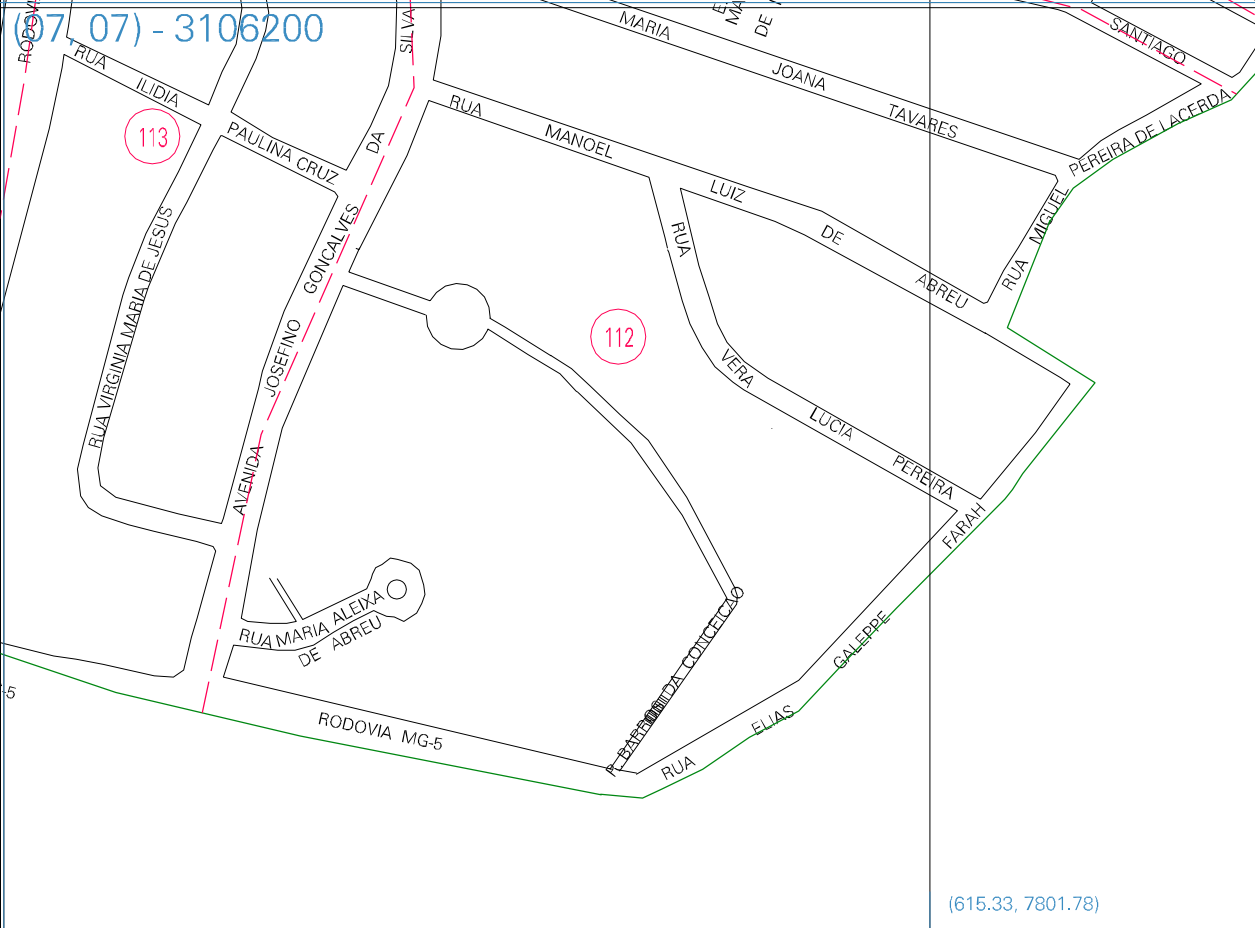 (07, 07) - 3106200
MARIA JOANA TAVARES
SANTIAGO
RUA ILIDIA PAULINA CRUZ
113
RUA MANOEL LUIZ DE ABREU
RUA MIGUEL PEREIRA DE LACERDA
AVENIDA JOSEFINO GONCALVES DA SILVA
RUA VIRGINIA MARIA DE JESUS
112
RUA VERA LUCIA PEREIRA
RUA MARIA ALEIXA
DE ABREU
CONCEICAO
RUA ELIAS GALEPPE FARAH
-5
RODOVIA MG-5
(615.33, 7801.78)